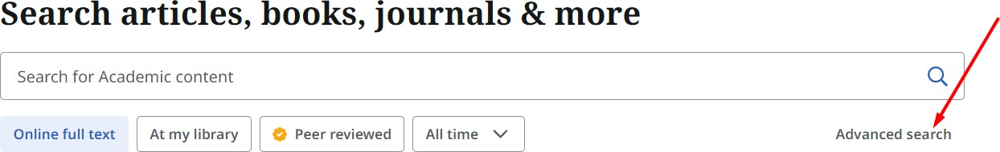 Search articles, books, journals & more
Search for Academic content
Online full text At my library Peer reviewed All time Advanced search